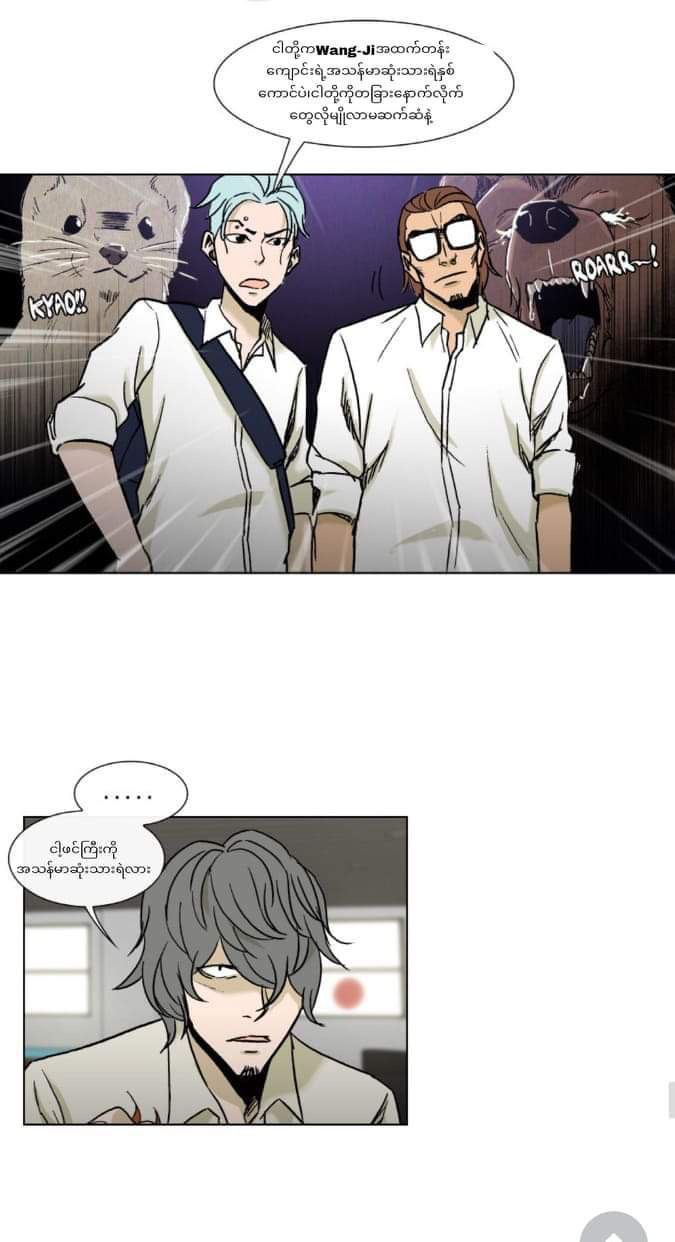 ငါတို့ကWang-Jiအထက်တန်း
ကျောင်းရဲ့အသန်မာဆုံးသားရဲနှစ်
ကောင်ပဲ၊ငါတို့ကိုတခြားနောက်လိုက်
တွေလိုမျိုလာမဆက်ဆံနဲ့
KYAO!!
ROARR~!
.....
ငါ့ဖင်ကြီးကို
အသန်မာဆုံးသားရဲလား